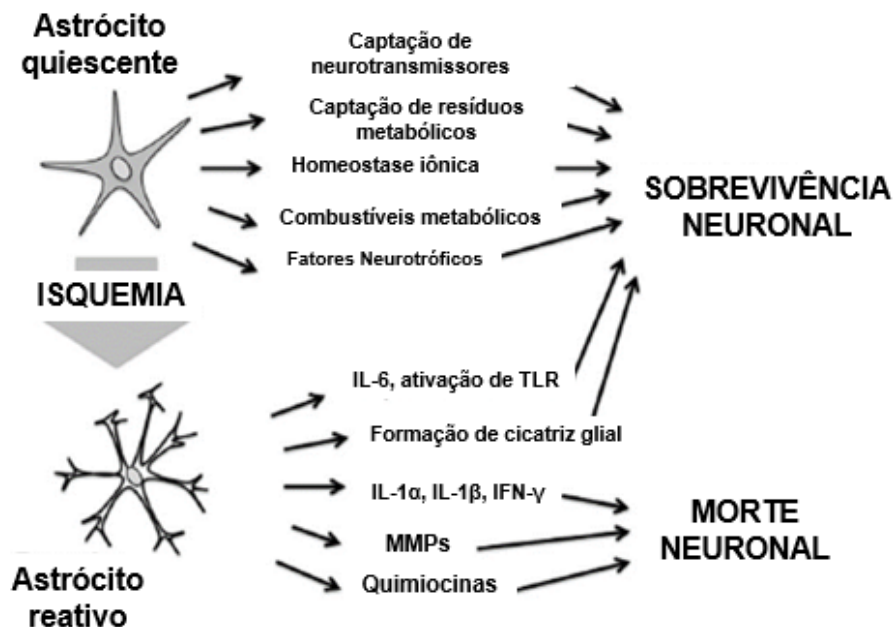 Astrócito
quiescente
Captação de
neurotransmissores
Captação de resíduos
metabólicos
Homeostase iônica
Combustíveis metabólicos
Fatores Neurotróficos
SOBREVIVÊNCIA
NEURONAL
ISQUEMIA
IL-6, ativação de TLR
Formação de cicatriz glial
IL-1α, IL-1β, IFN-γ
MMPs
Quimiocinas
MORTE
NEURONAL
Astrócito
reativo